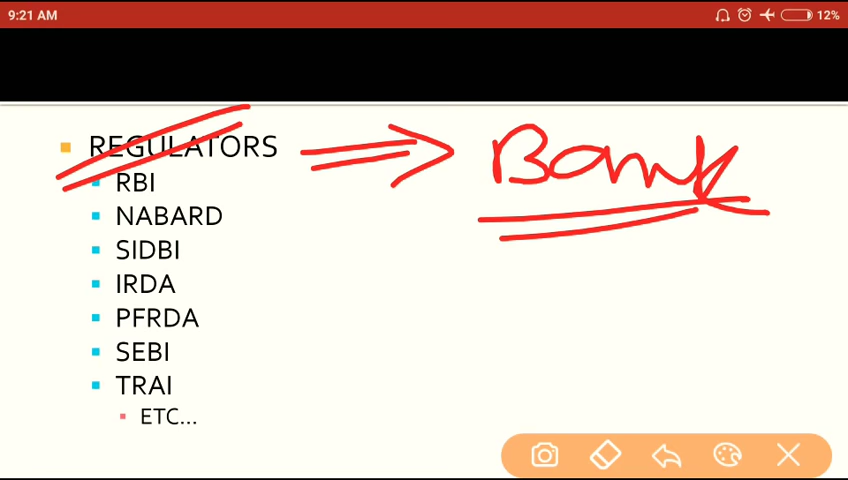 9:21 AM
12%
REGULATORS
Bank
RBI
NABARD
SIDBI
IRDA
PFRDA
SEBI
TRAI
ETC...